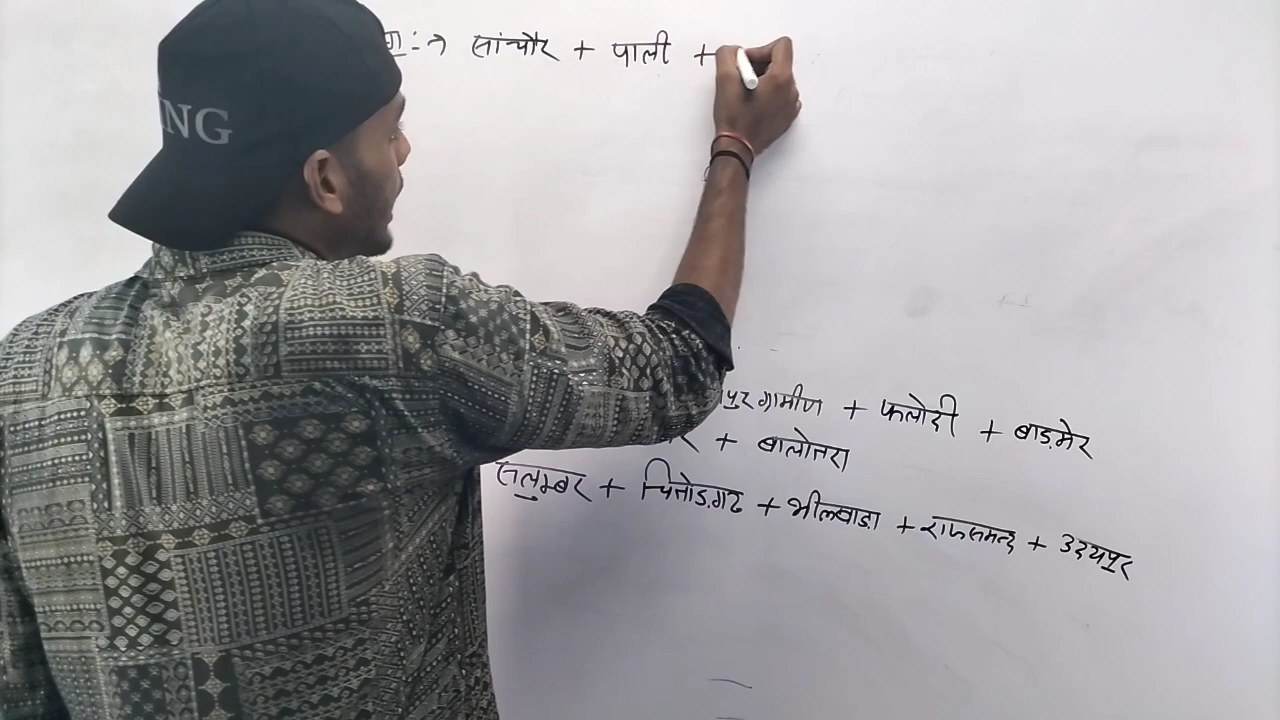 ग :→ सांचौर + पाली +
NG
पुर ग्रामीण + फलोदी + बाड़मेर
र + बालोतरा
सलुम्बर + चितोड़गढ + भीलवाड़ा + राजसमन्द + उदयपुर